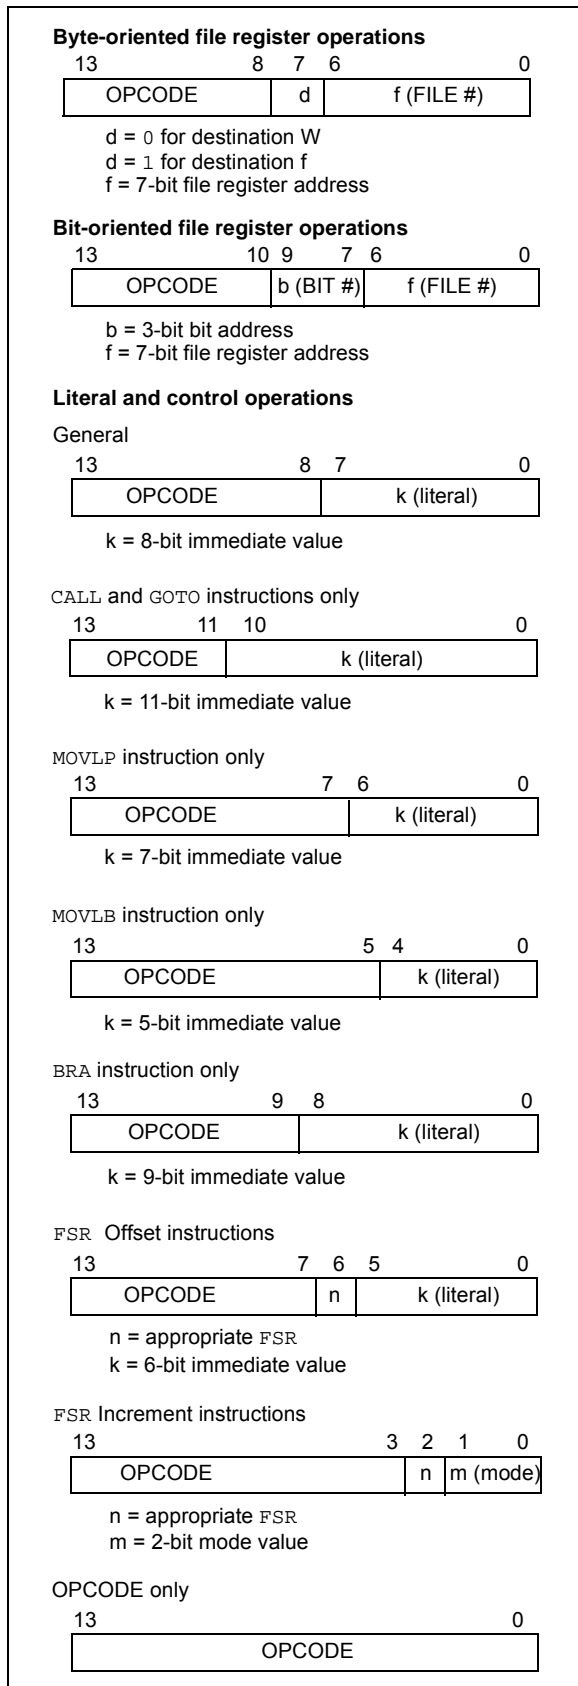 Byte-oriented file register operations
13 8 7 6 0
OPCODE d f (FILE #)
d = 0 for destination W
d = 1 for destination f
f = 7-bit file register address
Bit-oriented file register operations
13 10 9 7 6 0
OPCODE b (BIT #) f (FILE #)
b = 3-bit bit address
f = 7-bit file register address
Literal and control operations
General
13 8 7 0
OPCODE k (literal)
k = 8-bit immediate value
CALL and GOTO instructions only
13 11 10 0
OPCODE k (literal)
k = 11-bit immediate value
MOVLP instruction only
13 7 6 0
OPCODE k (literal)
k = 7-bit immediate value
MOVLB instruction only
13 5 4 0
OPCODE k (literal)
k = 5-bit immediate value
BRA instruction only
13 9 8 0
OPCODE k (literal)
k = 9-bit immediate value
FSR Offset instructions
13 7 6 5 0
OPCODE n k (literal)
n = appropriate FSR
k = 6-bit immediate value
FSR Increment instructions
13 3 2 1 0
OPCODE n m (mode)
n = appropriate FSR
m = 2-bit mode value
OPCODE only
13 0
OPCODE